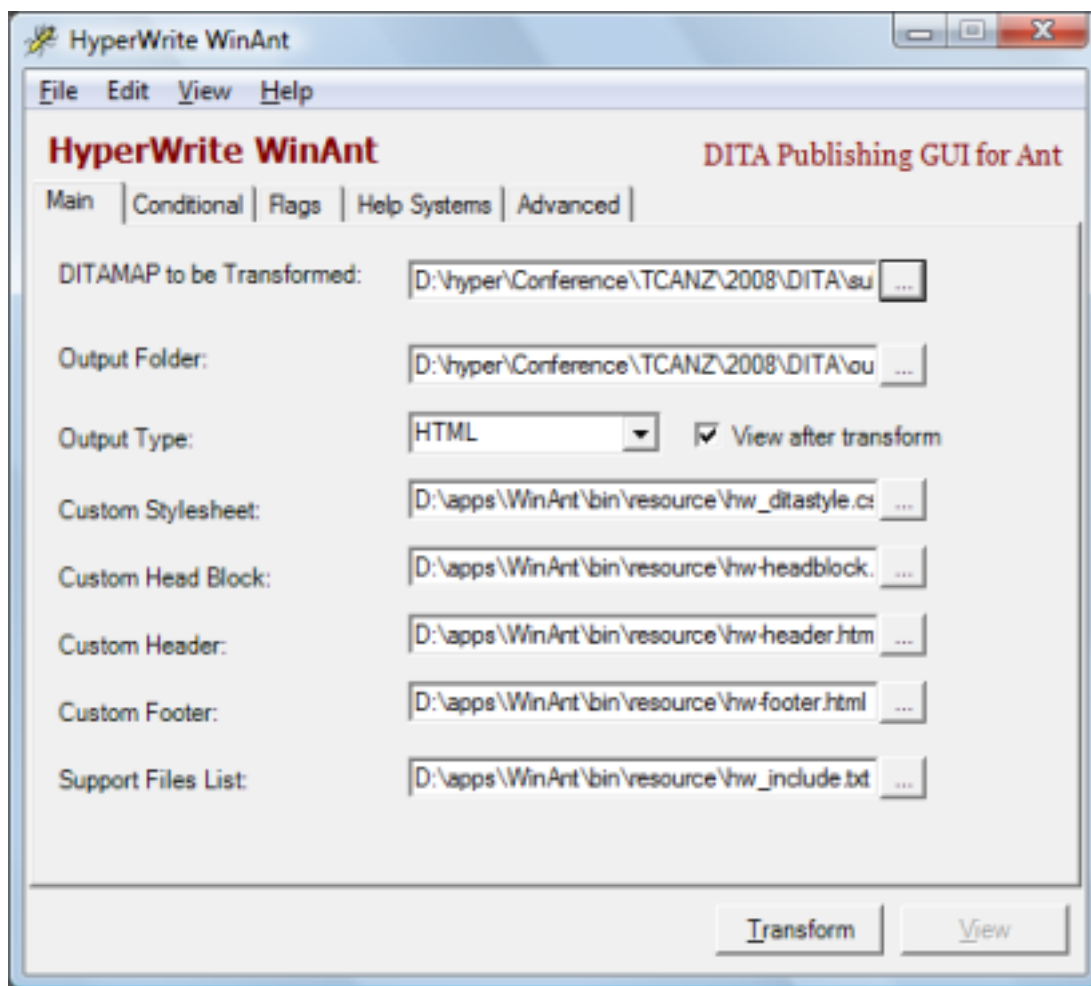 HyperWrite WinAnt
File Edit View Help
HyperWrite WinAnt DITA Publishing GUI for Ant
Main Conditional Flags Help Systems Advanced
DITAMAP to be Transformed: D:\hyper\Conference\TCANZ\2008\DITA\su ...
Output Folder: D:\hyper\Conference\TCANZ\2008\DITA\ou ...
Output Type: HTML View after transform
Custom Stylesheet: D:\apps\WinAnt\bin\resource\hw_ditastyle.cs ...
Custom Head Block: D:\apps\WinAnt\bin\resource\hw-headblock. ...
Custom Header: D:\apps\WinAnt\bin\resource\hw-header.htm ...
Custom Footer: D:\apps\WinAnt\bin\resource\hw-footer.html ...
Support Files List: D:\apps\WinAnt\bin\resource\hw_include.txt ...
Transform View